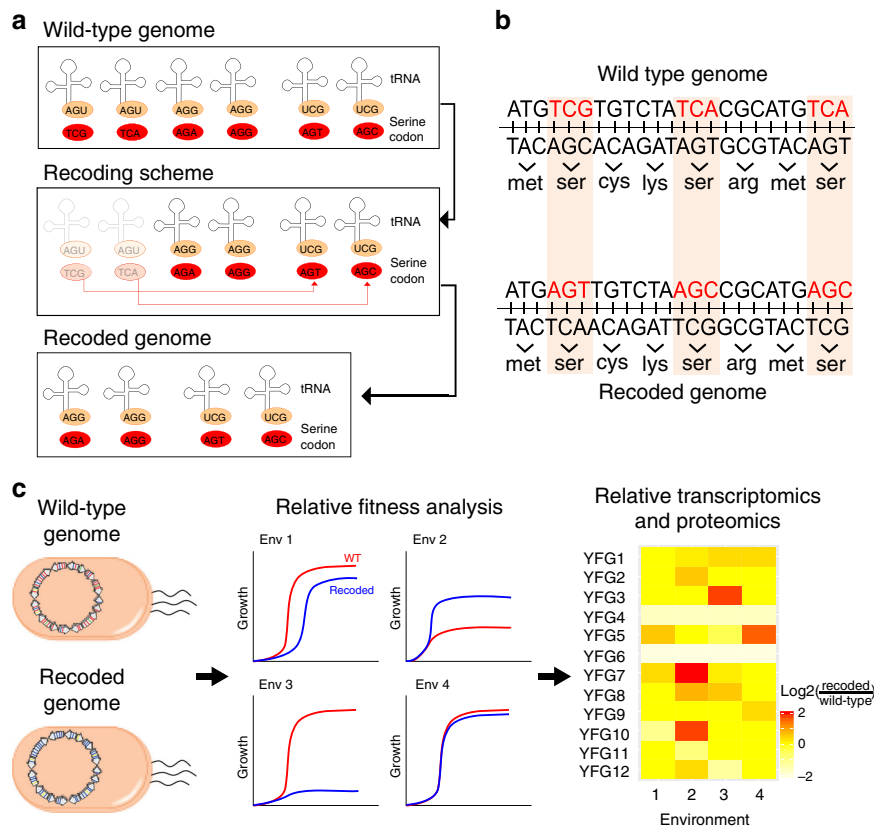 a
Wild-type genome
tRNA
AGU AGU AGG AGG UCG UCG
Serine
codon
TCG TCA AGA AGG AGT AGC
Recoding scheme
tRNA
AGU AGU AGG AGG UCG UCG
Serine
codon
TCG TCA AGA AGG AGT AGC
Recoded genome
tRNA
AGG AGG UCG UCG
Serine
codon
AGA AGG AGT AGC
b
Wild type genome
ATGTCGTGTCTATCACGCATGTCA
TACAGCACAGATAGTGCGTACAGT
met ser cys lys ser arg met ser
ATGAGTTGTCTAAGCCGCATGAGC
TACTCAACAGATTCGGCGTACTCG
met ser cys lys ser arg met ser
Recoded genome
c
Wild-type
genome
Recoded
genome
Relative fitness analysis
Env 1
WT
Recoded
Growth
Env 2
Growth
Env 3
Growth
Env 4
Growth
Relative transcriptomics
and proteomics
YFG1
YFG2
YFG3
YFG4
YFG5
YFG6
YFG7
YFG8
YFG9
YFG10
YFG11
YFG12
1 2 3 4
Environment
Log2(recoded/wild-type)
2
0
−2